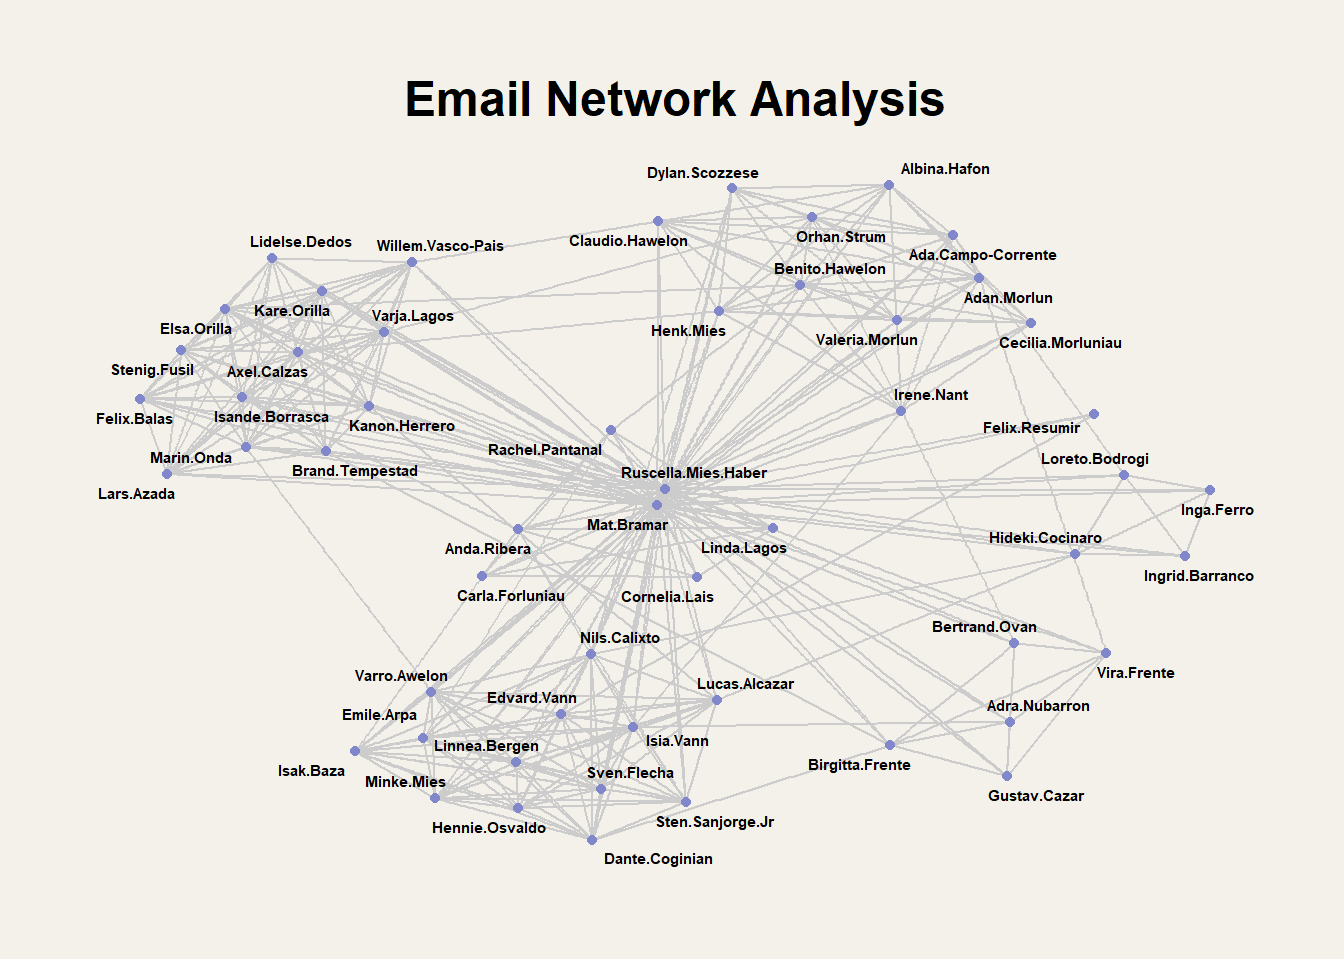 Email Network Analysis
Dylan.Scozzese
Albina.Hafon
Claudio.Hawelon
Orhan.Strum
Lidelse.Dedos
Willem.Vasco-Pais
Ada.Campo-Corrente
Benito.Hawelon
Adan.Morlun
Kare.Orilla
Varja.Lagos
Elsa.Orilla
Henk.Mies
Valeria.Morlun
Cecilia.Morluniau
Stenig.Fusil
Axel.Calzas
Irene.Nant
Felix.Balas
Isande.Borrasca
Kanon.Herrero
Felix.Resumir
Rachel.Pantanal
Marin.Onda
Loreto.Bodrogi
Brand.Tempestad
Ruscella.Mies.Haber
Lars.Azada
Inga.Ferro
Mat.Bramar
Hideki.Cocinaro
Anda.Ribera
Linda.Lagos
Ingrid.Barranco
Carla.Forluniau
Cornelia.Lais
Bertrand.Ovan
Nils.Calixto
Vira.Frente
Varro.Awelon
Lucas.Alcazar
Edvard.Vann
Adra.Nubarron
Emile.Arpa
Isia.Vann
Linnea.Bergen
Birgitta.Frente
Isak.Baza
Sven.Flecha
Minke.Mies
Gustav.Cazar
Sten.Sanjorge.Jr
Hennie.Osvaldo
Dante.Coginian